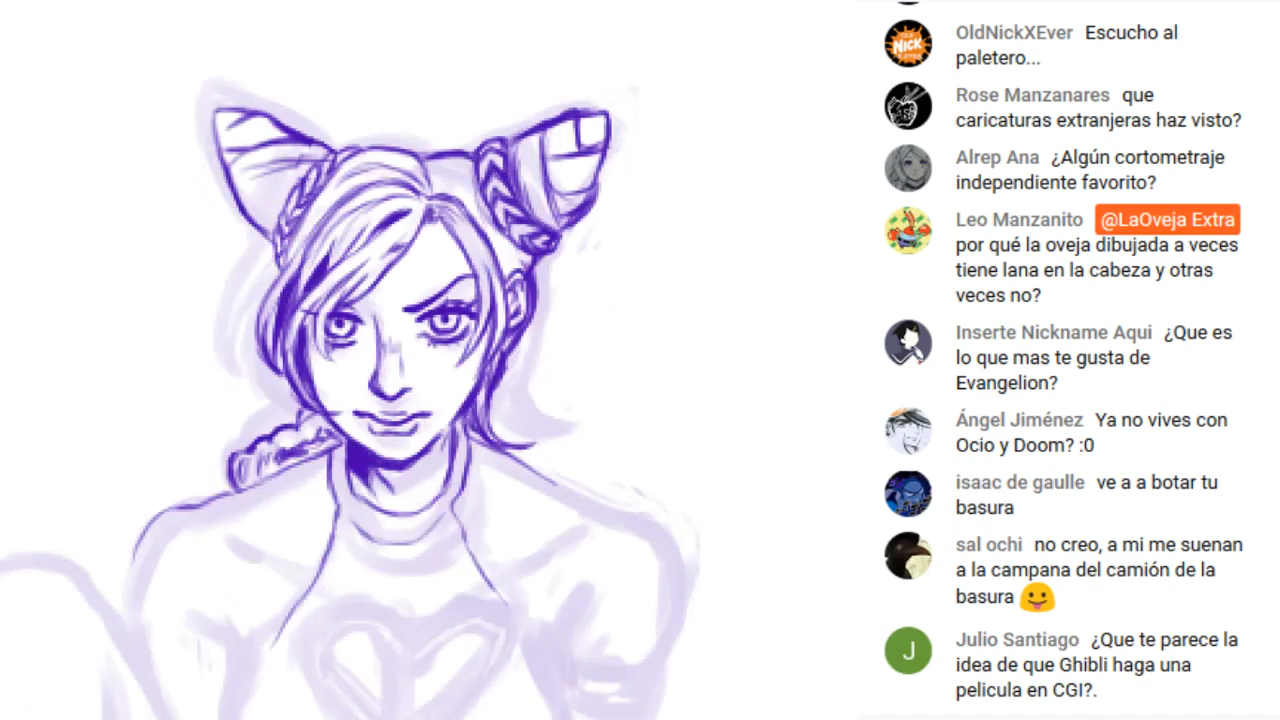 OldNickXEver Escucho al
paletero...
Rose Manzanares que
caricaturas extranjeras haz visto?
Alrep Ana ¿Algún cortometraje
independiente favorito?
Leo Manzanito @LaOveja Extra
por qué la oveja dibujada a veces
tiene lana en la cabeza y otras
veces no?
Inserte Nickname Aqui ¿Que es
lo que mas te gusta de
Evangelion?
Ángel Jiménez Ya no vives con
Ocio y Doom? :0
isaac de gaulle ve a a botar tu
basura
sal ochi no creo, a mi me suenan
a la campana del camión de la
basura 😛
J
Julio Santiago ¿Que te parece la
idea de que Ghibli haga una
pelicula en CGI?.